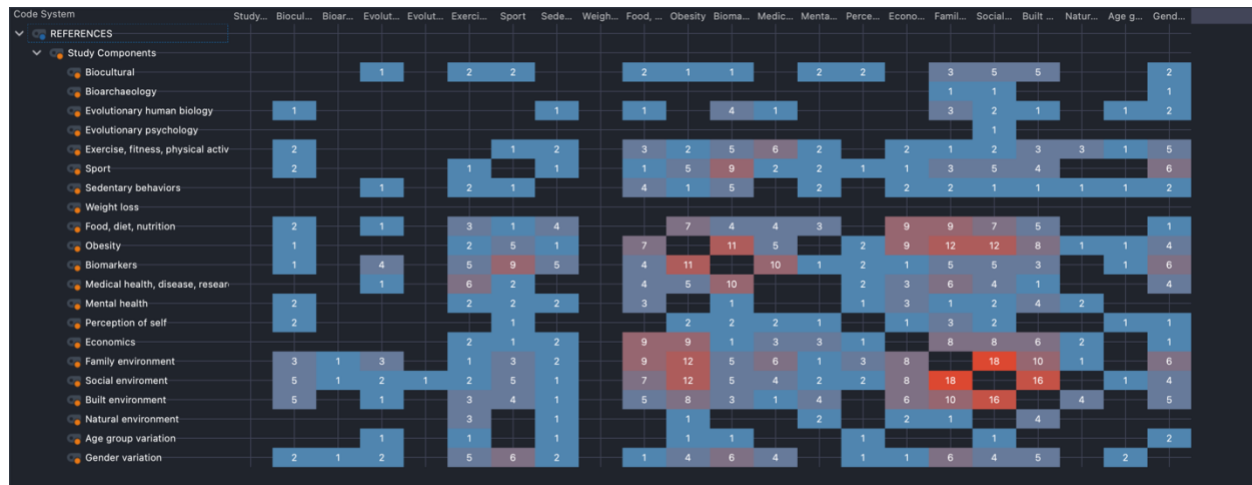 Code System Study... Biocul... Bioar... Evolut... Evolut... Exerci... Sport Sede... Weigh... Food, ... Obesity Bioma... Medic... Menta... Perce... Econo... Famil... Social... Built ... Natur... Age g... Gend...
REFERENCES
Study Components
Biocultural 1 2 2 2 1 1 2 2 3 5 5 2
Bioarchaeology 1 1 1
Evolutionary human biology 1 1 1 4 1 3 2 1 1 2
Evolutionary psychology 1
Exercise, fitness, physical activ 2 1 2 3 2 5 6 2 2 1 2 3 3 1 5
Sport 2 1 1 1 5 9 2 2 1 1 3 5 4 6
Sedentary behaviors 1 2 1 4 1 5 2 2 2 1 1 1 1 2
Weight loss
Food, diet, nutrition 2 1 3 1 4 7 4 4 3 9 9 7 5 1
Obesity 1 2 5 1 7 11 5 2 9 12 12 8 1 1 4
Biomarkers 1 4 5 9 5 4 11 10 1 2 1 5 5 3 1 6
Medical health, disease, resear 1 6 2 4 5 10 2 3 6 4 1 4
Mental health 2 2 2 2 3 1 1 3 1 2 4 2
Perception of self 2 1 2 2 2 1 1 3 2 1 1
Economics 2 1 2 9 9 1 3 3 1 8 8 6 2 1
Family environment 3 1 3 1 3 2 9 12 5 6 1 3 8 18 10 1 6
Social enviroment 5 1 2 1 2 5 1 7 12 5 4 2 2 8 18 16 1 4
Built environment 5 1 3 4 1 5 8 3 1 4 6 10 16 4 5
Natural environment 3 1 1 2 2 1 4
Age group variation 1 1 1 1 1 1 1 2
Gender variation 2 1 2 5 6 2 1 4 6 4 1 1 6 4 5 2